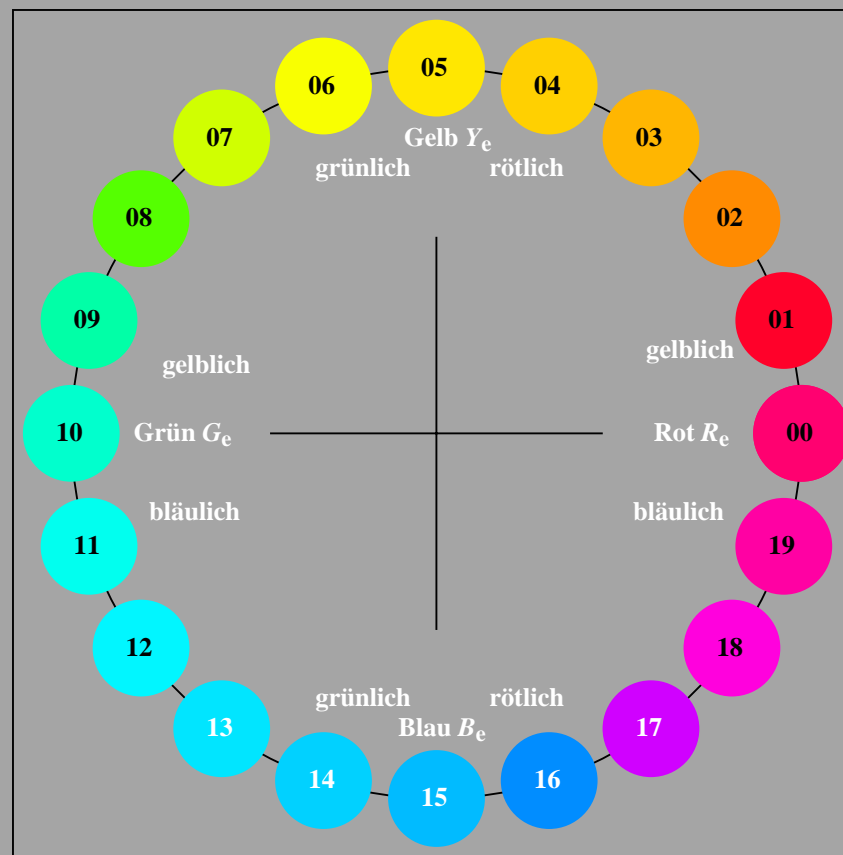 05
06
04
07
Gelb Ye
03
grünlich
rötlich
08
02
09
01
gelblich
gelblich
10
Grün Ge
Rot Re
00
bläulich
bläulich
11
19
12
18
grünlich
rötlich
13
Blau Be
17
14
16
15